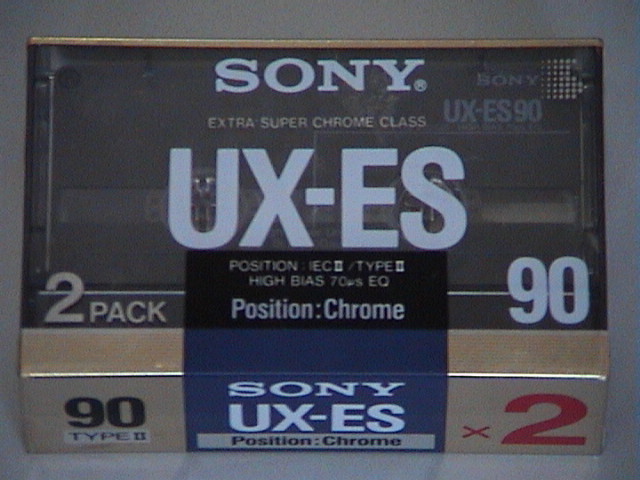 SONY®
SONY
UX-ES90
EXTRA SUPER CHROME CLASS
UX-ES
POSITION : IEC II / TYPE II
HIGH BIAS 70µs EQ
Position:Chrome
2 PACK
90
90
TYPE II
SONY
UX-ES
Position:Chrome
×2